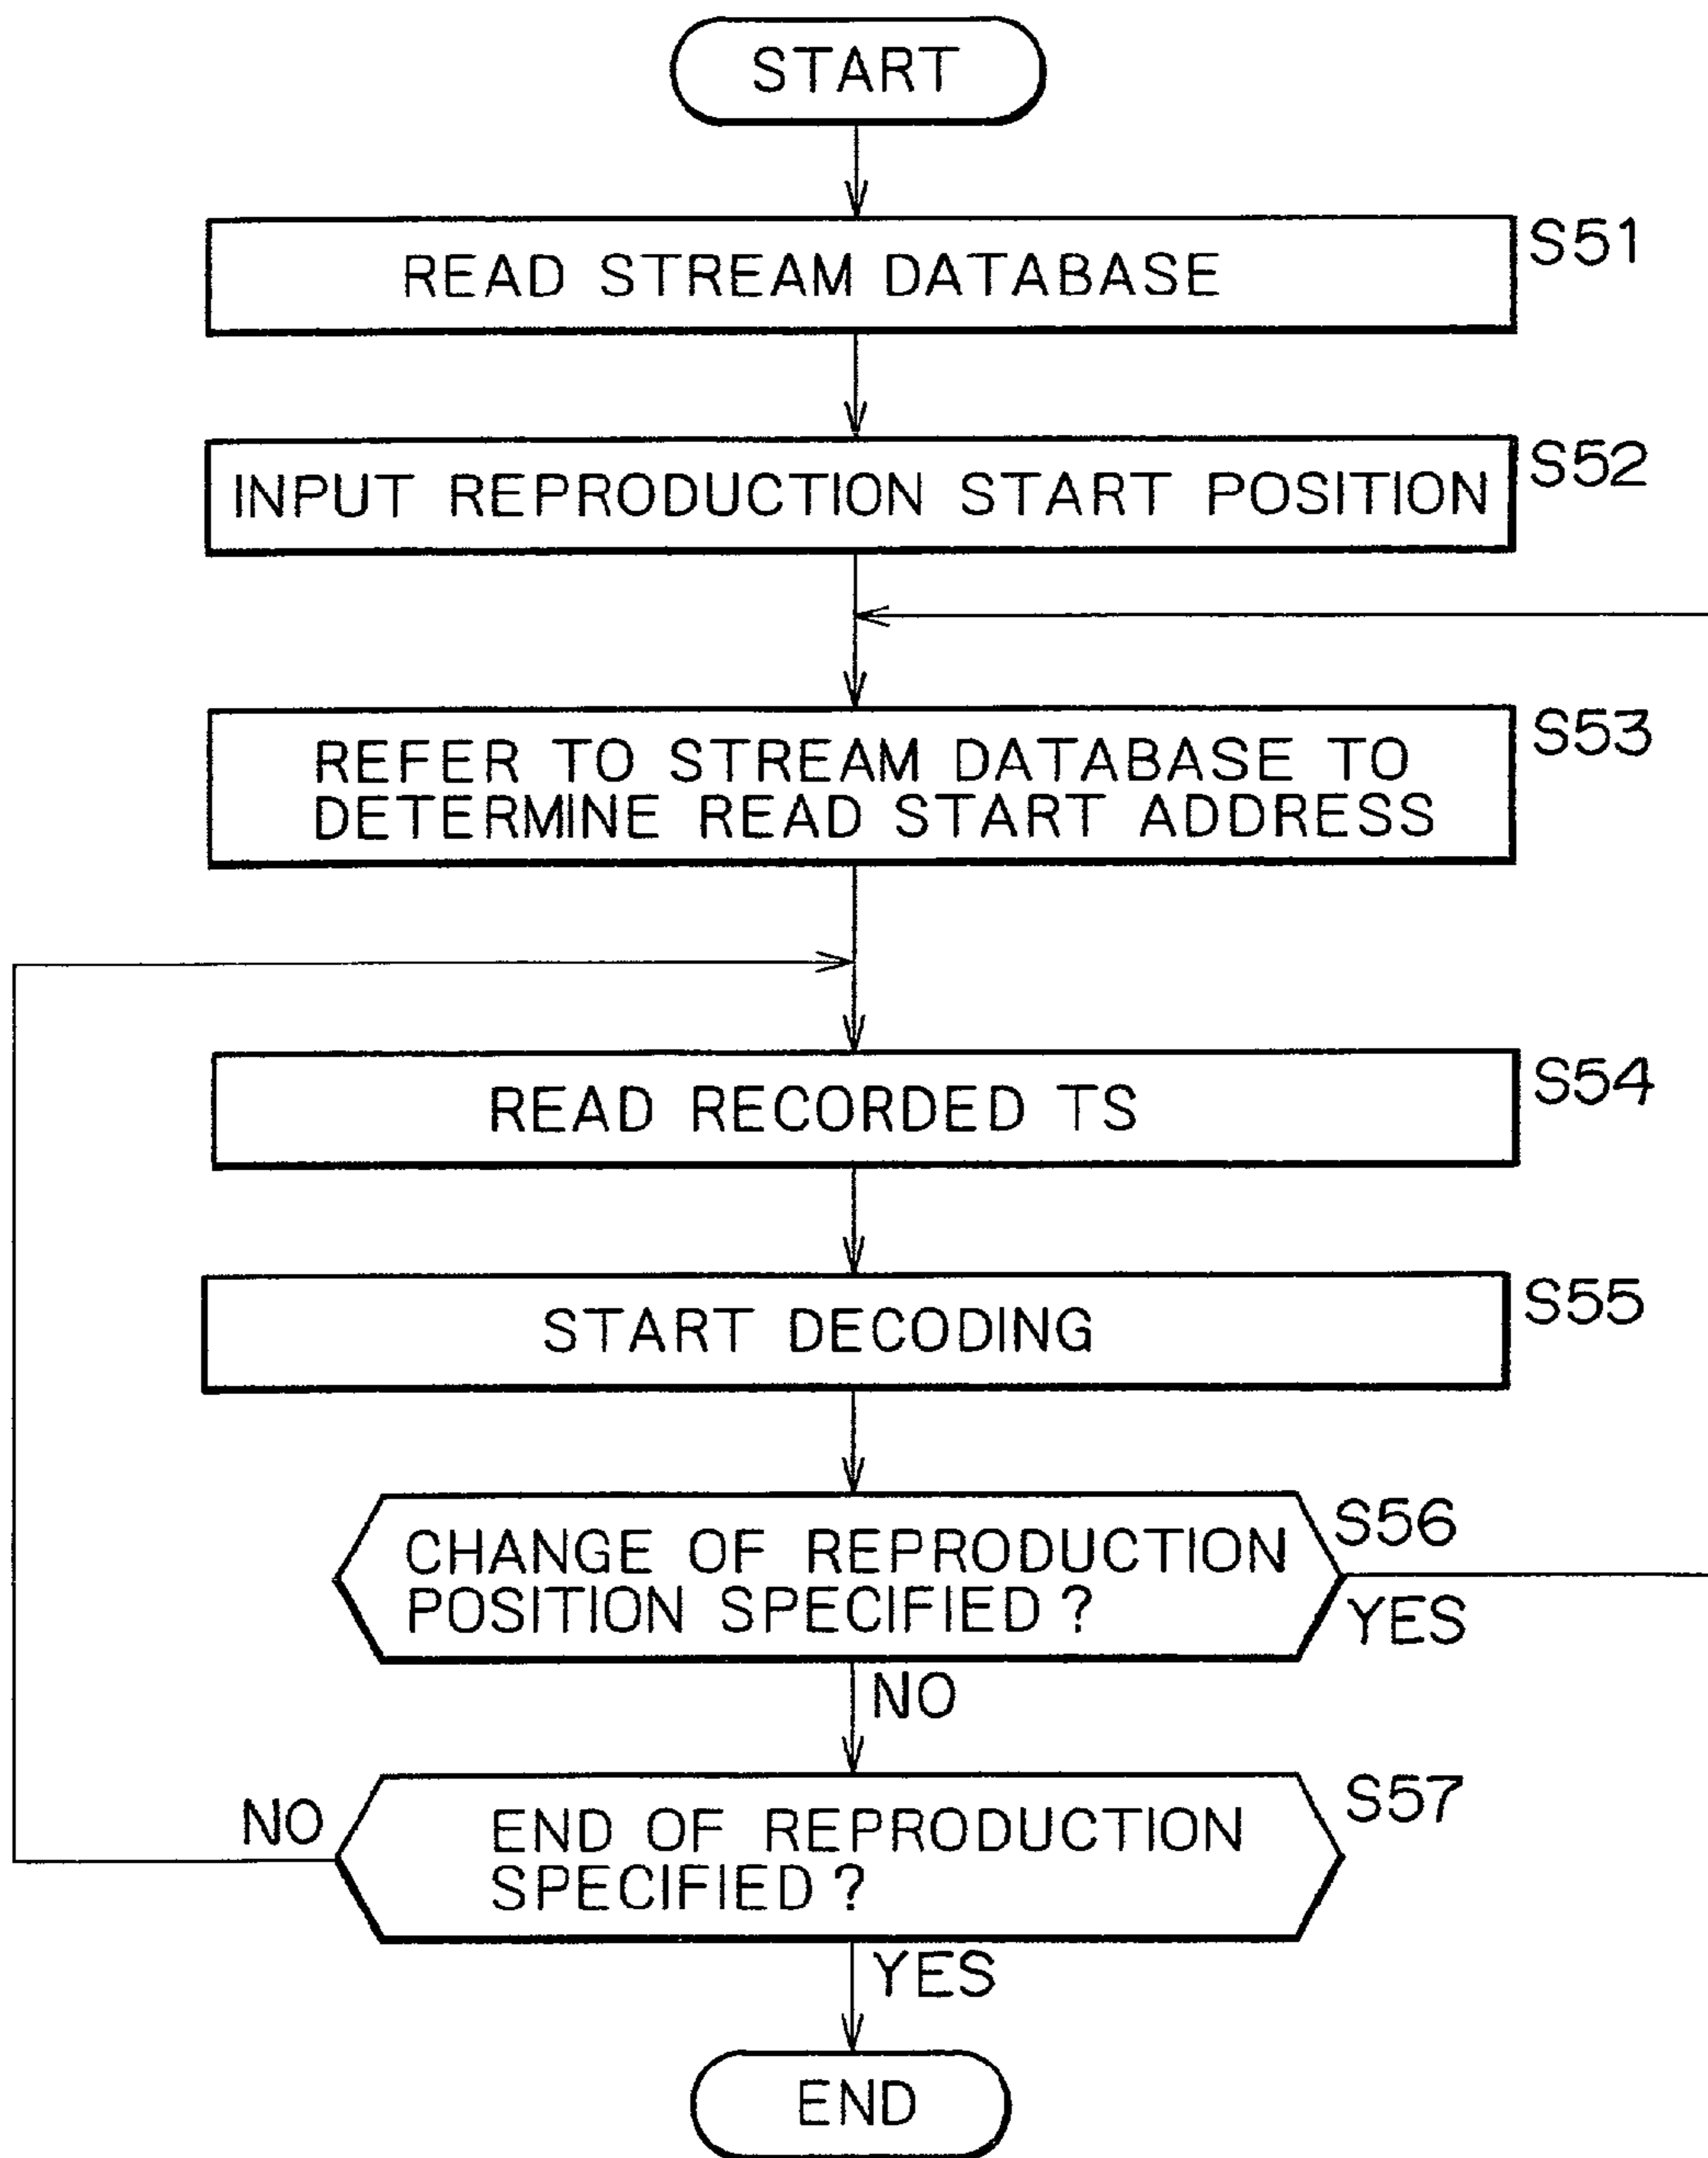 START
READ STREAM DATABASE
S51
INPUT REPRODUCTION START POSITION
S52
REFER TO STREAM DATABASE TO
DETERMINE READ START ADDRESS
S53
READ RECORDED TS
S54
START DECODING
S55
CHANGE OF REPRODUCTION
POSITION SPECIFIED ?
S56
YES
NO
END OF REPRODUCTION
SPECIFIED ?
S57
NO
YES
END